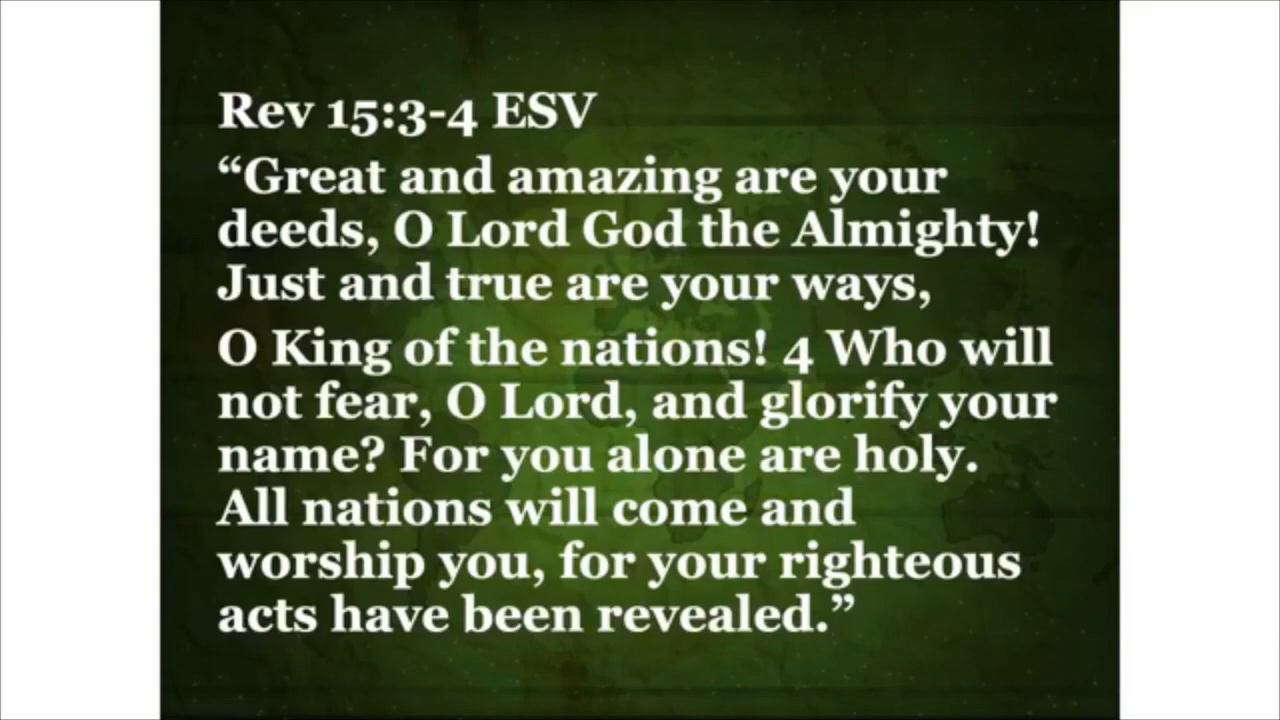 Rev 15:3-4 ESV
“Great and amazing are your
deeds, O Lord God the Almighty!
Just and true are your ways,
O King of the nations! 4 Who will
not fear, O Lord, and glorify your
name? For you alone are holy.
All nations will come and
worship you, for your righteous
acts have been revealed.”